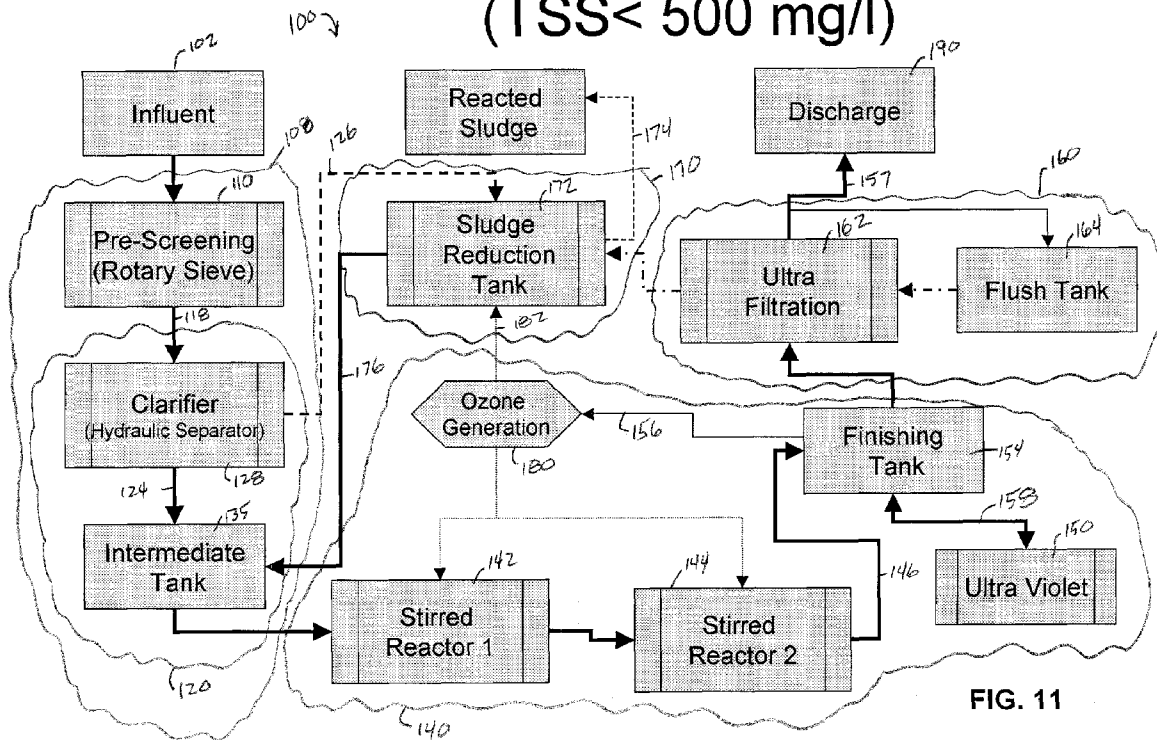 (TSS< 500 mg/l)
100
102
Influent
Reacted
Sludge
190
Discharge
108
126
174
170
157
160
110
Pre-Screening
(Rotary Sieve)
172
Sludge
Reduction
Tank
162
Ultra
Filtration
164
Flush Tank
118
182
176
Clarifier
(Hydraulic Separator)
128
Ozone
Generation
180
156
Finishing
Tank
154
124
135
Intermediate
Tank
158
150
Ultra Violet
142
Stirred
Reactor 1
144
Stirred
Reactor 2
146
120
140
FIG. 11